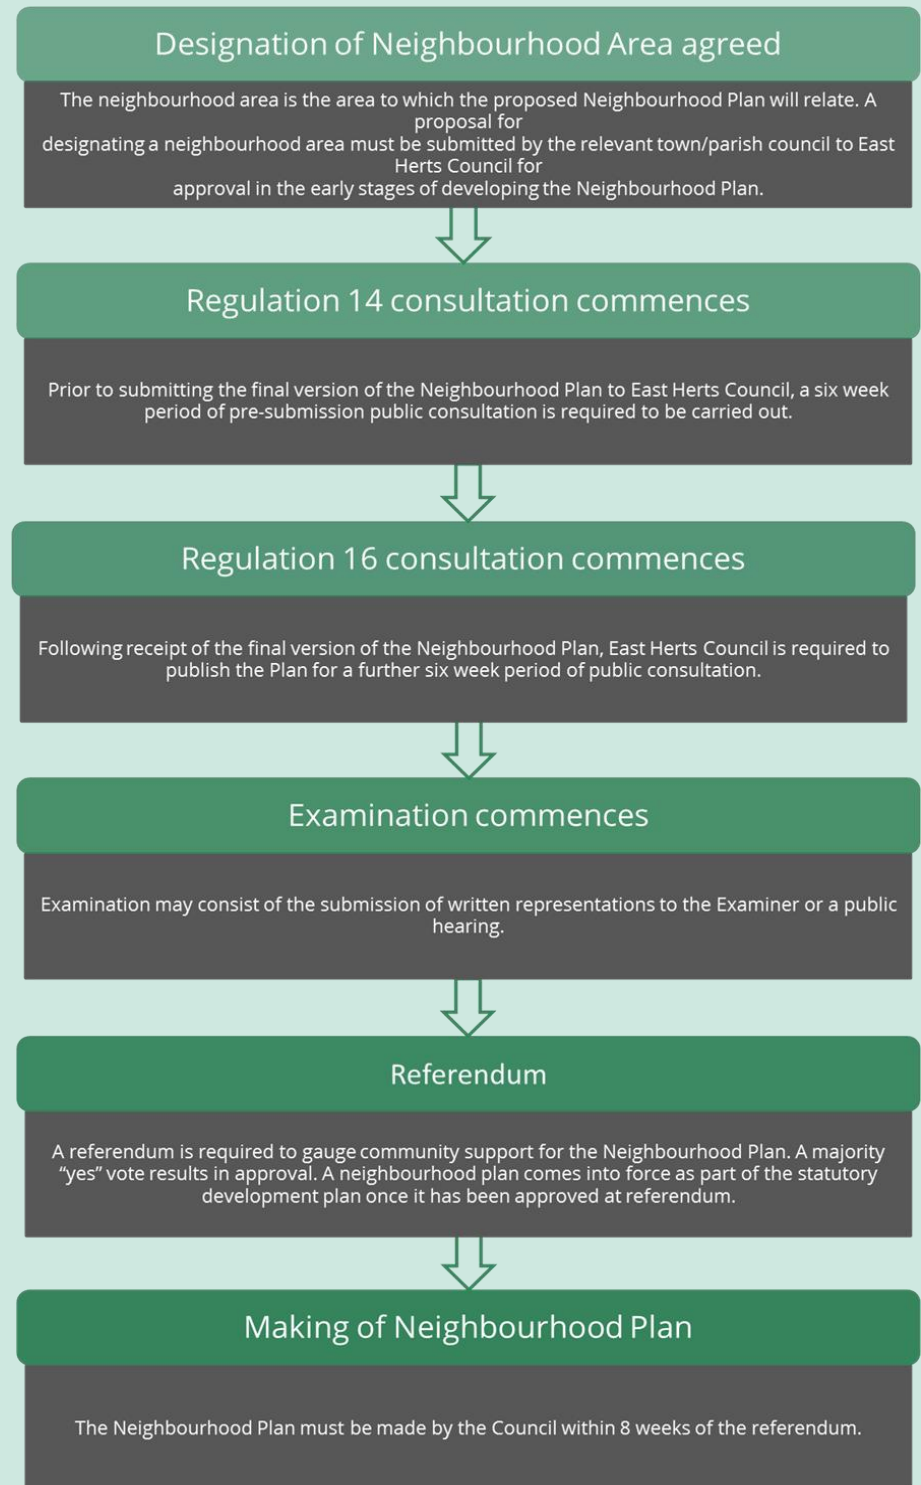 Designation of Neighbourhood Area agreed
The neighbourhood area is the area to which the proposed Neighbourhood Plan will relate. A
proposal for
designating a neighbourhood area must be submitted by the relevant town/parish council to East
Herts Council for
approval in the early stages of developing the Neighbourhood Plan.
Regulation 14 consultation commences
Prior to submitting the final version of the Neighbourhood Plan to East Herts Council, a six week
period of pre-submission public consultation is required to be carried out.
Regulation 16 consultation commences
Following receipt of the final version of the Neighbourhood Plan, East Herts Council is required to
publish the Plan for a further six week period of public consultation.
Examination commences
Examination may consist of the submission of written representations to the Examiner or a public
hearing.
Referendum
A referendum is required to gauge community support for the Neighbourhood Plan. A majority
“yes” vote results in approval. A neighbourhood plan comes into force as part of the statutory
development plan once it has been approved at referendum.
Making of Neighbourhood Plan
The Neighbourhood Plan must be made by the Council within 8 weeks of the referendum.